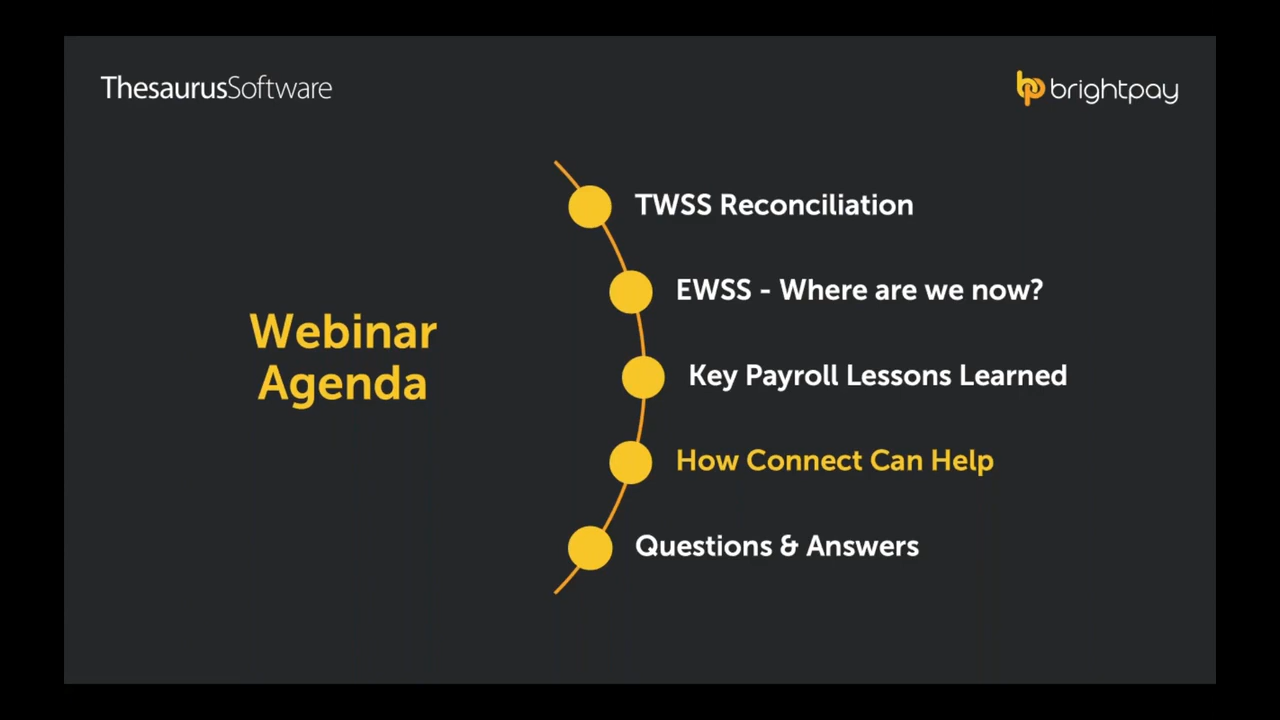 ThesaurusSoftware
brightpay
Webinar
Agenda
TWSS Reconciliation
EWSS - Where are we now?
Key Payroll Lessons Learned
How Connect Can Help
Questions & Answers